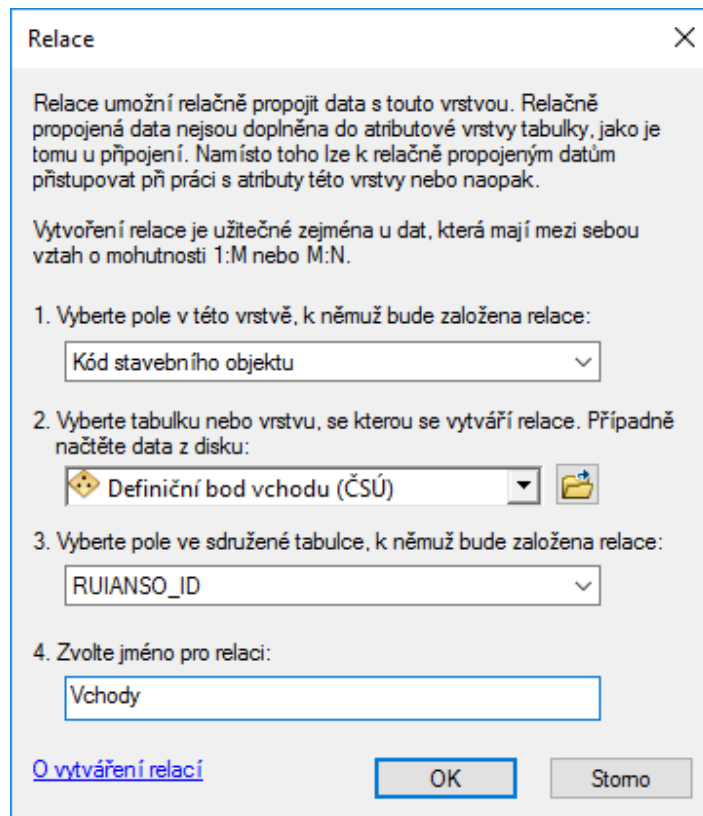 Relace
Relace umožní relačně propojit data s touto vrstvou. Relačně
propojená data nejsou doplněna do atributové vrstvy tabulky, jako je
tomu u připojení. Namísto toho lze k relačně propojeným datům
přistupovat při práci s atributy této vrstvy nebo naopak.
Vytvoření relace je užitečné zejména u dat, která mají mezi sebou
vztah o mohutnosti 1:M nebo M:N.
1. Vyberte pole v této vrstvě, k němuž bude založena relace:
Kód stavebního objektu
2. Vyberte tabulku nebo vrstvu, se kterou se vytváří relace. Případně
načtěte data z disku:
Definiční bod vchodu (ČSÚ)
3. Vyberte pole ve sdružené tabulce, k němuž bude založena relace:
RUIANSO_ID
4. Zvolte jméno pro relaci:
Vchody
O vytváření relací
OK
Storno